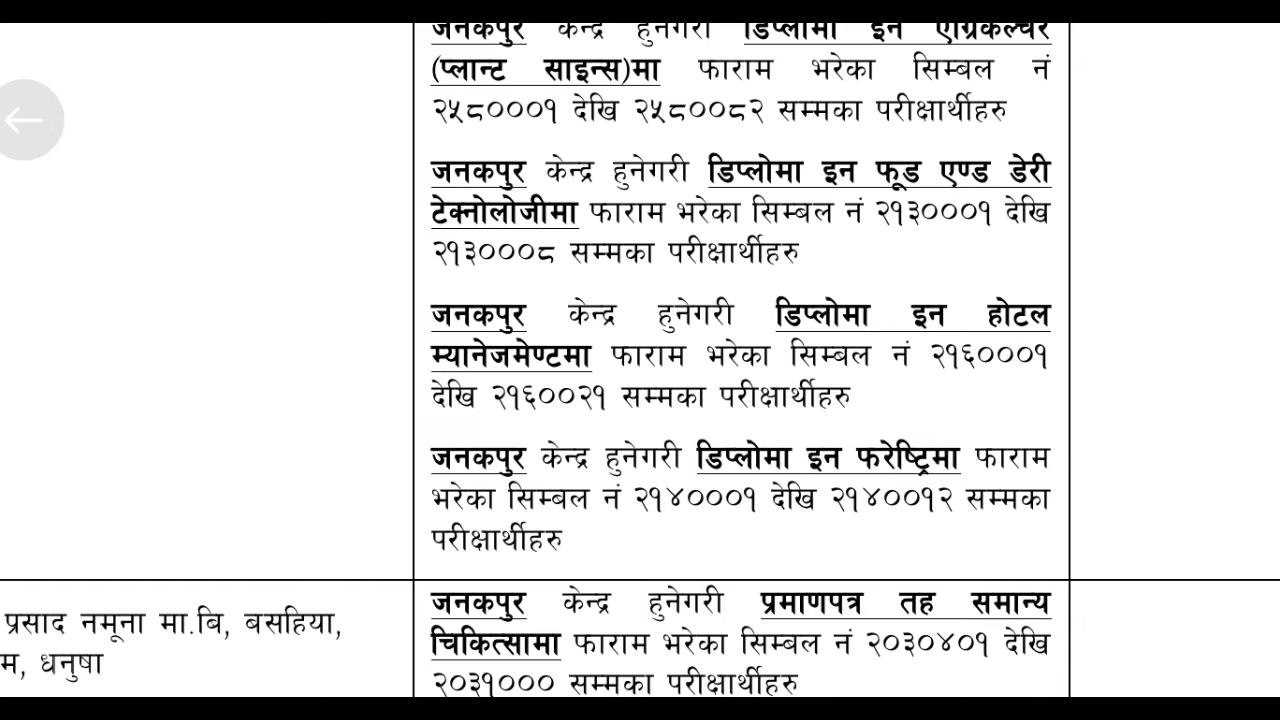 जनकपुर केन्द्र हुनेगरी डिप्लोमा इन एग्रिकल्चर
(प्लान्ट साइन्स)मा फाराम भरेका सिम्बल नं
२५८०००१ देखि २५८००८२ सम्मका परीक्षार्थीहरु
जनकपुर केन्द्र हुनेगरी डिप्लोमा इन फूड एण्ड डेरी
टेक्नोलोजीमा फाराम भरेका सिम्बल नं २१३०००१ देखि
२१३०००८ सम्मका परीक्षार्थीहरु
जनकपुर केन्द्र हुनेगरी डिप्लोमा इन होटल
म्यानेजमेण्टमा फाराम भरेका सिम्बल नं २१६०००१
देखि २१६००२१ सम्मका परीक्षार्थीहरु
जनकपुर केन्द्र हुनेगरी डिप्लोमा इन फरेष्ट्रिमा फाराम
भरेका सिम्बल नं २१४०००१ देखि २१४००१२ सम्मका
परीक्षार्थीहरु
प्रसाद नमूना मा.बि, बसहिया,
म, धनुषा
जनकपुर केन्द्र हुनेगरी प्रमाणपत्र तह समान्य
चिकित्सामा फाराम भरेका सिम्बल नं २०३०४०१ देखि
२०३१००० सम्मका परीक्षार्थीहरु